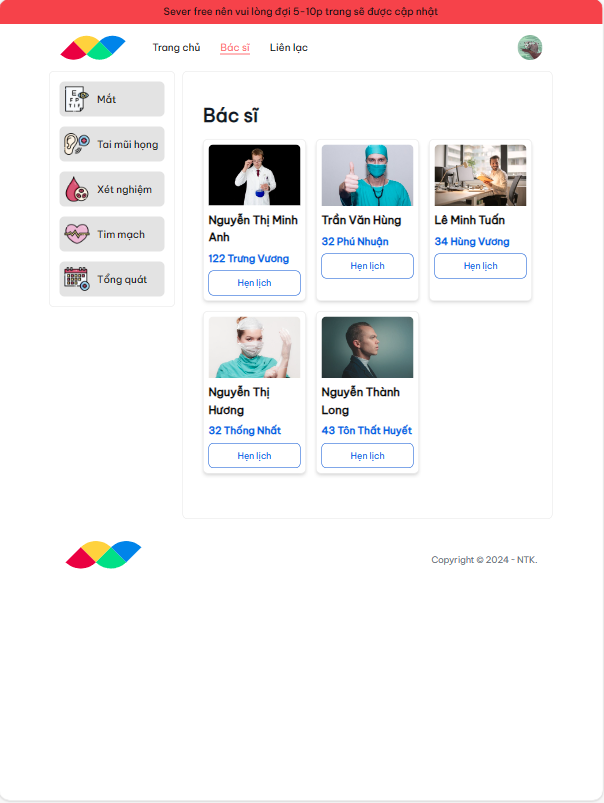 Sever free nên vui lòng đợi 5-10p trang sẽ được cập nhật
Trang chủ Bác sĩ Liên lạc
E
F P
T I F
Mắt
Tai mũi họng
Xét nghiệm
Tim mạch
Tổng quát
Bác sĩ
Nguyễn Thị Minh
Anh
122 Trưng Vương
Hẹn lịch
Trần Văn Hùng
32 Phú Nhuận
Hẹn lịch
Lê Minh Tuấn
34 Hùng Vương
Hẹn lịch
Nguyễn Thị
Hương
32 Thống Nhất
Hẹn lịch
Nguyễn Thành
Long
43 Tôn Thất Huyết
Hẹn lịch
Copyright © 2024 - NTK.